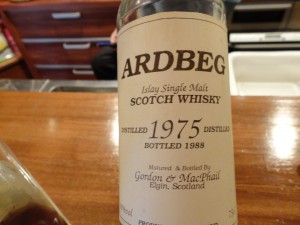 ARDBEG
Islay Single Malt
SCOTCH WHISKY
DISTILLED 1975 DISTILLED
BOTTLED 1988
Matured & Bottled By
Gordon & MacPhail
Elgin, Scotland